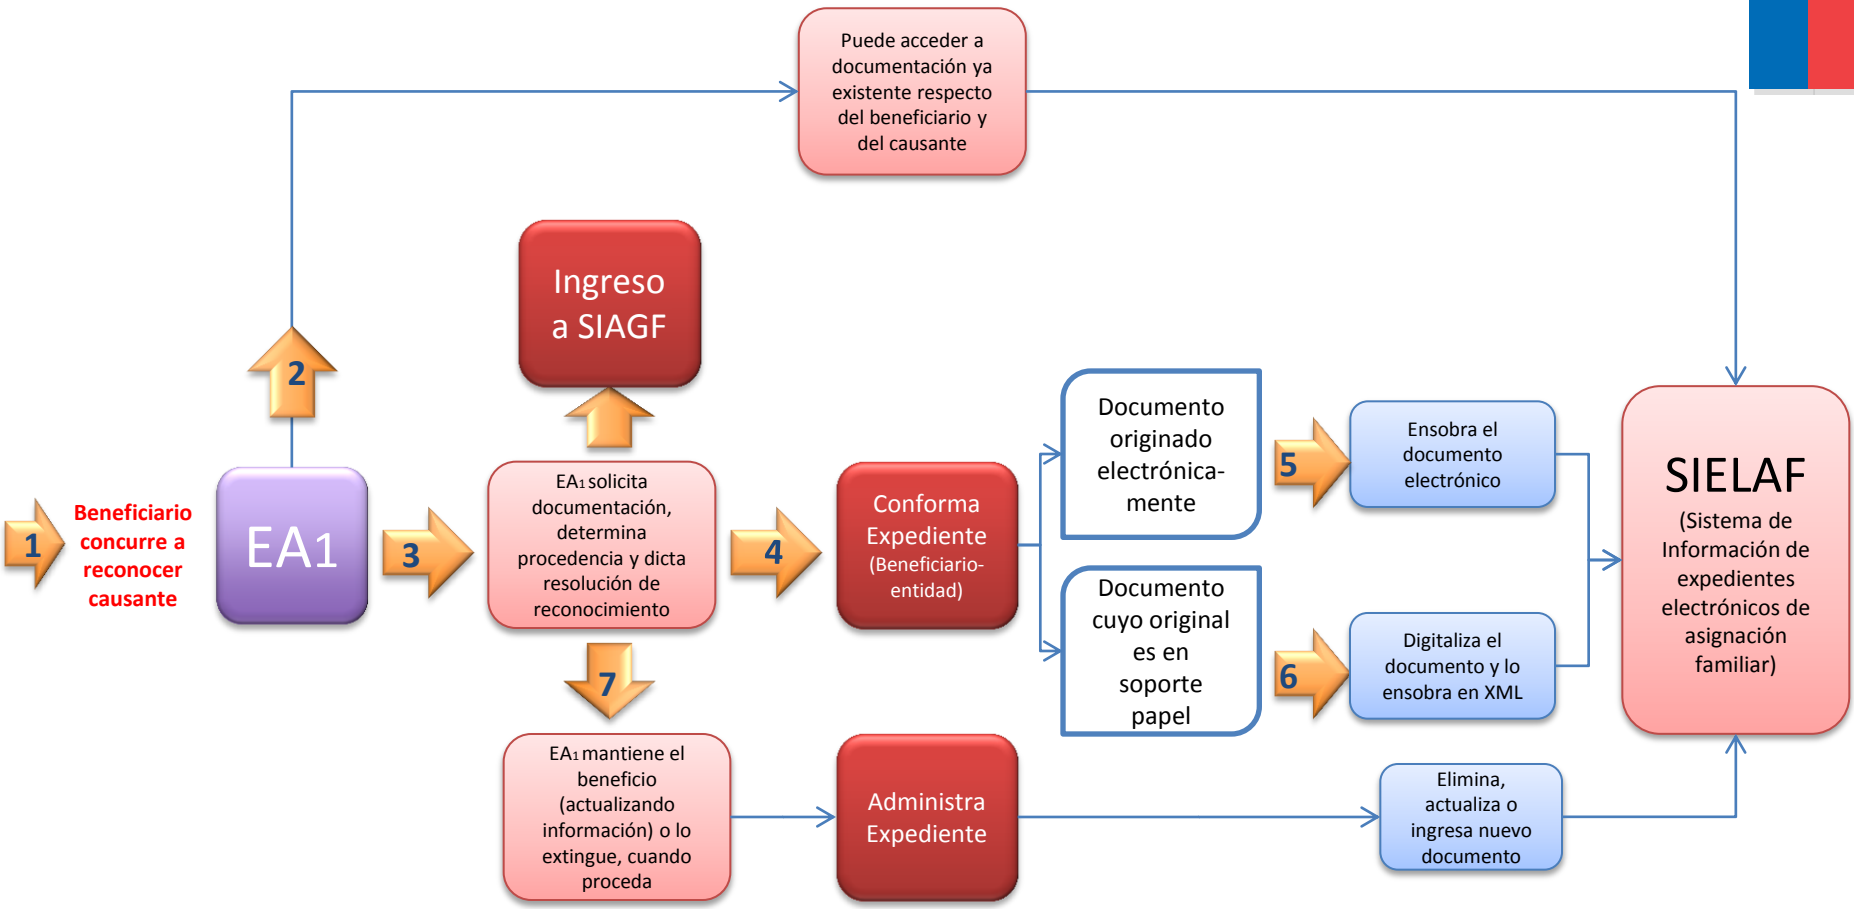 Puede acceder a
documentación ya
existente respecto
del beneficiario y
del causante
Ingreso
a SIAGF
2
1
Beneficiario
concurre a
reconocer
causante
EA1
3
EA1 solicita
documentación,
determina
procedencia y dicta
resolución de
reconocimiento
4
Conforma
Expediente
(Beneficiario-
entidad)
Documento
originado
electrónica-
mente
5
Ensobra el
documento
electrónico
Documento
cuyo original
es en
soporte
papel
6
Digitaliza el
documento y lo
ensobra en XML
SIELAF
(Sistema de
Información de
expedientes
electrónicos de
asignación
familiar)
7
EA1 mantiene el
beneficio
(actualizando
información) o lo
extingue, cuando
proceda
Administra
Expediente
Elimina,
actualiza o
ingresa nuevo
documento